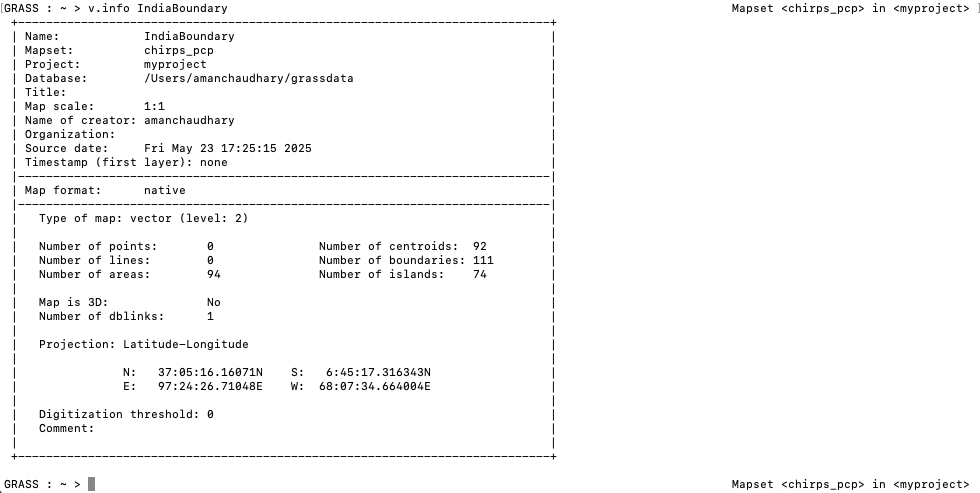 [GRASS : ~ > v.info IndiaBoundary Mapset <chirps_pcp> in <myproject> ]
+----------------------------------------------------------------------------+
| Name: IndiaBoundary |
| Mapset: chirps_pcp |
| Project: myproject |
| Database: /Users/amanchaudhary/grassdata |
| Title: |
| Map scale: 1:1 |
| Name of creator: amanchaudhary |
| Organization: |
| Source date: Fri May 23 17:25:15 2025 |
| Timestamp (first layer): none |
|----------------------------------------------------------------------------|
| Map format: native |
|----------------------------------------------------------------------------|
| Type of map: vector (level: 2) |
| |
| Number of points: 0 Number of centroids: 92 |
| Number of lines: 0 Number of boundaries: 111 |
| Number of areas: 94 Number of islands: 74 |
| |
| Map is 3D: No |
| Number of dblinks: 1 |
| |
| Projection: Latitude-Longitude |
| |
| N: 37:05:16.16071N S: 6:45:17.316343N |
| E: 97:24:26.71048E W: 68:07:34.664004E |
| |
| Digitization threshold: 0 |
| Comment: |
| |
+----------------------------------------------------------------------------+
GRASS : ~ > Mapset <chirps_pcp> in <myproject>